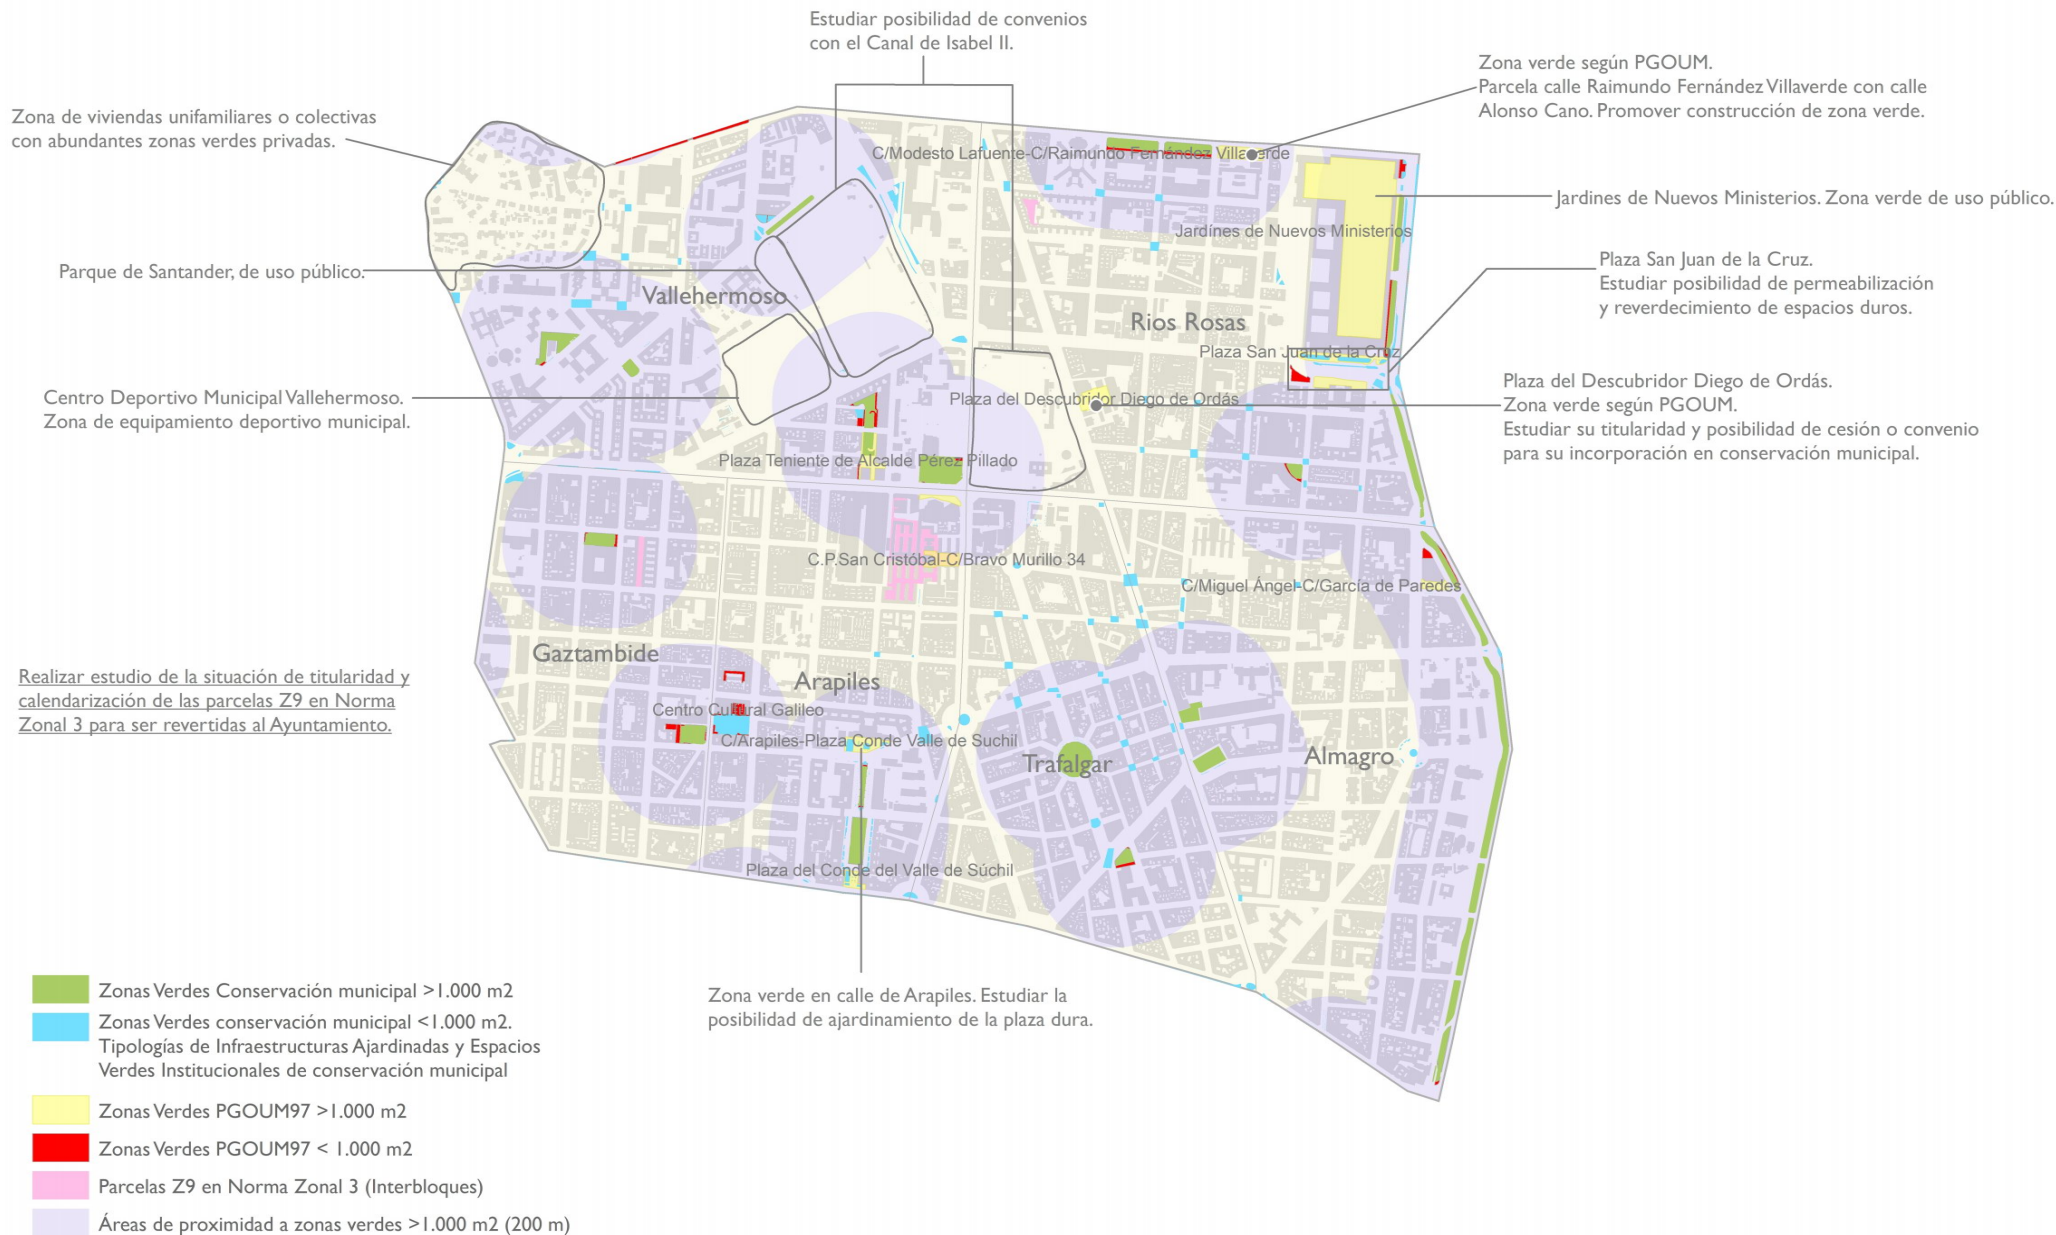 Estudiar posibilidad de convenios
con el Canal de Isabel II.
Zona verde según PGOUM.
Parcela calle Raimundo Fernández Villaverde con calle
Alonso Cano. Promover construcción de zona verde.
Zona de viviendas unifamiliares o colectivas
con abundantes zonas verdes privadas.
C/Modesto Lafuente-C/Raimundo Fernández Villaverde
Jardines de Nuevos Ministerios. Zona verde de uso público.
Jardínes de Nuevos Ministerios
Parque de Santander, de uso público.
Plaza San Juan de la Cruz.
Estudiar posibilidad de permeabilización
y reverdecimiento de espacios duros.
Vallehermoso
Rios Rosas
Plaza San Juan de la Cruz
Centro Deportivo Municipal Vallehermoso.
Zona de equipamiento deportivo municipal.
Plaza del Descubridor Diego de Ordás
Plaza del Descubridor Diego de Ordás.
Zona verde según PGOUM.
Estudiar su titularidad y posibilidad de cesión o convenio
para su incorporación en conservación municipal.
Plaza Teniente de Alcalde Pérez Pillado
C.P.San Cristóbal-C/Bravo Murillo 34
C/Miguel Ángel-C/García de Paredes
Gaztambide
Arapiles
Realizar estudio de la situación de titularidad y
calendarización de las parcelas Z9 en Norma
Zonal 3 para ser revertidas al Ayuntamiento.
Centro Cultural Galileo
C/Arapiles-Plaza Conde Valle de Suchil
Trafalgar
Almagro
Plaza del Conde del Valle de Súchil
Zona verde en calle de Arapiles. Estudiar la
posibilidad de ajardinamiento de la plaza dura.
Zonas Verdes Conservación municipal >1.000 m2
Zonas Verdes conservación municipal <1.000 m2.
Tipologías de Infraestructuras Ajardinadas y Espacios
Verdes Institucionales de conservación municipal
Zonas Verdes PGOUM97 >1.000 m2
Zonas Verdes PGOUM97 < 1.000 m2
Parcelas Z9 en Norma Zonal 3 (Interbloques)
Áreas de proximidad a zonas verdes >1.000 m2 (200 m)